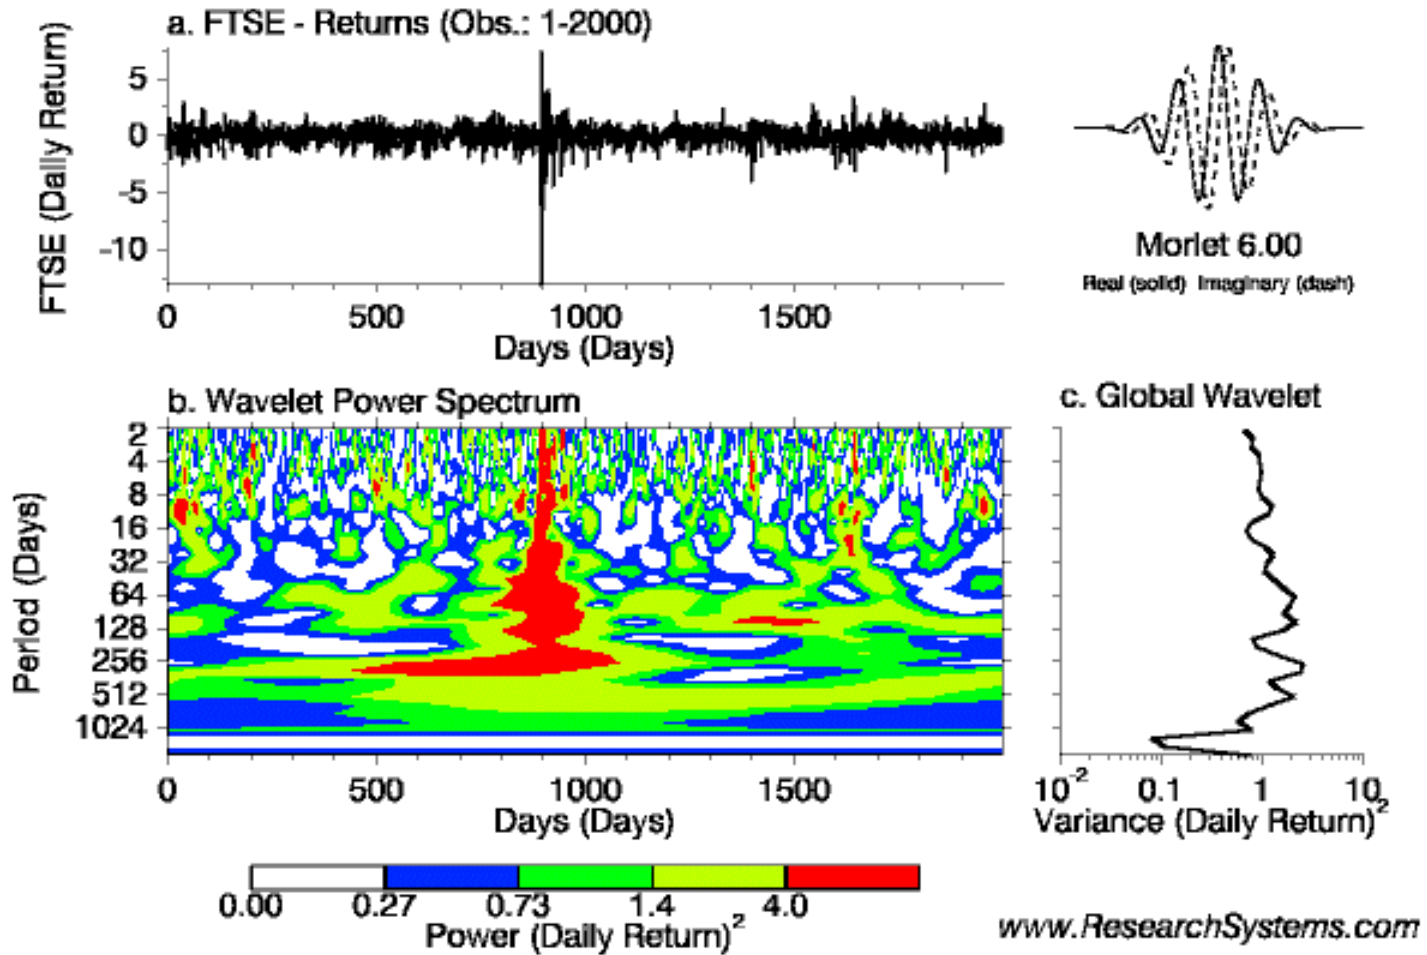 a. FTSE - Returns (Obs.: 1-2000)
FTSE (Daily Return)
5
0
-5
-10
0 500 1000 1500
Days (Days)
Morlet 6.00
Real (solid) Imaginary (dash)
b. Wavelet Power Spectrum
Period (Days)
2
4
8
16
32
64
128
256
512
1024
0 500 1000 1500
Days (Days)
c. Global Wavelet
10^-2 0.1 1 10
Variance (Daily Return)^2
0.00 0.27 0.73 1.4 4.0
Power (Daily Return)^2
www.ResearchSystems.com